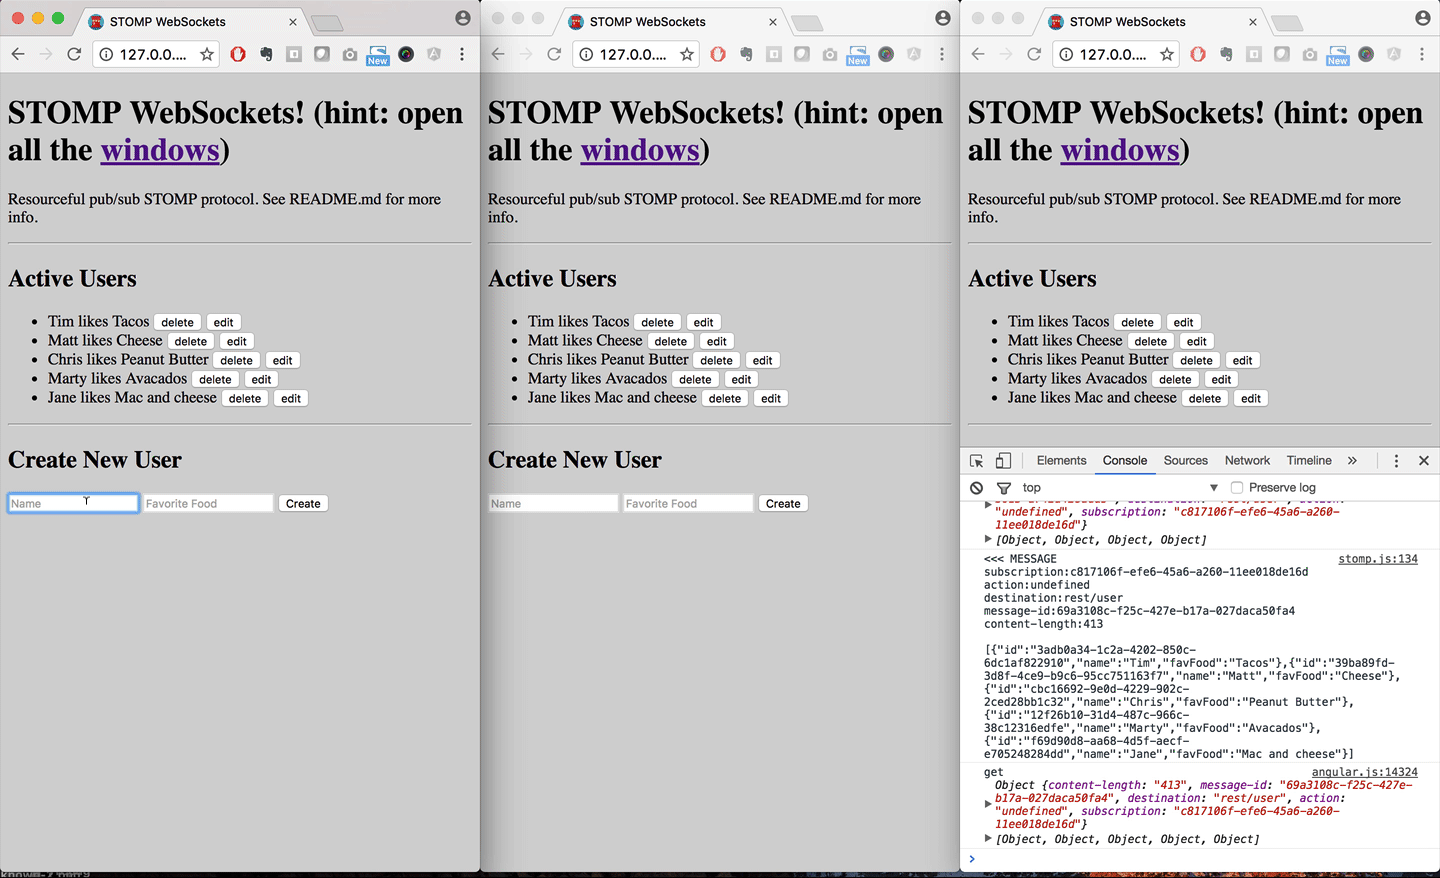 STOMP WebSockets
127.0.0....
New
STOMP WebSockets! (hint: open
all the windows)
Resourceful pub/sub STOMP protocol. See README.md for more
info.
Active Users
Tim likes Tacos delete edit
Matt likes Cheese delete edit
Chris likes Peanut Butter delete edit
Marty likes Avacados delete edit
Jane likes Mac and cheese delete edit
Create New User
Name Favorite Food Create
STOMP WebSockets
127.0.0....
New
STOMP WebSockets! (hint: open
all the windows)
Resourceful pub/sub STOMP protocol. See README.md for more
info.
Active Users
Tim likes Tacos delete edit
Matt likes Cheese delete edit
Chris likes Peanut Butter delete edit
Marty likes Avacados delete edit
Jane likes Mac and cheese delete edit
Create New User
Name Favorite Food Create
STOMP WebSockets
127.0.0....
New
STOMP WebSockets! (hint: open
all the windows)
Resourceful pub/sub STOMP protocol. See README.md for more
info.
Active Users
Tim likes Tacos delete edit
Matt likes Cheese delete edit
Chris likes Peanut Butter delete edit
Marty likes Avacados delete edit
Jane likes Mac and cheese delete edit
Elements Console Sources Network Timeline »
top Preserve log
"undefined", subscription: "c817106f-efe6-45a6-a260-
11ee018de16d"}
[Object, Object, Object, Object]
<<< MESSAGE stomp.js:134
subscription:c817106f-efe6-45a6-a260-11ee018de16d
action:undefined
destination:rest/user
message-id:69a3108c-f25c-427e-b17a-027daca50fa4
content-length:413
[{"id":"3adb0a34-1c2a-4202-850c-
6dc1af822910","name":"Tim","favFood":"Tacos"},{"id":"39ba89fd-
3d8f-4ce9-b9c6-95cc751163f7","name":"Matt","favFood":"Cheese"},
{"id":"cbc16692-9e0d-4229-902c-
2ced28bb1c32","name":"Chris","favFood":"Peanut Butter"},
{"id":"12f26b10-31d4-487c-966c-
38c12316edfe","name":"Marty","favFood":"Avacados"},
{"id":"f69d90d8-aa68-4d5f-aecf-
e705248284dd","name":"Jane","favFood":"Mac and cheese"}]
get angular.js:14324
Object {content-length: "413", message-id: "69a3108c-f25c-427e-
b17a-027daca50fa4", destination: "rest/user", action:
"undefined", subscription: "c817106f-efe6-45a6-a260-
11ee018de16d"}
[Object, Object, Object, Object, Object]